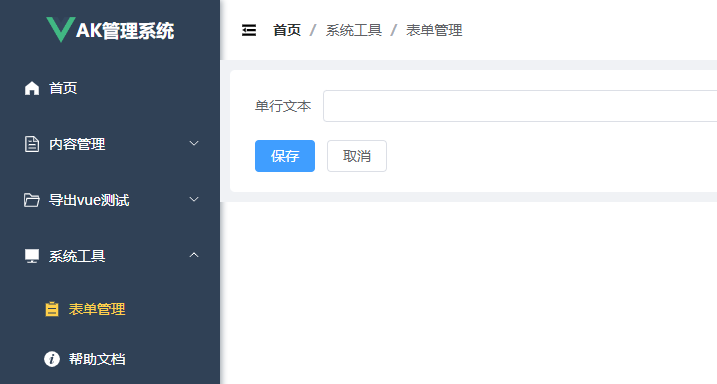 AK管理系统
首页
内容管理
导出vue测试
系统工具
表单管理
帮助文档
首页 / 系统工具 / 表单管理
单行文本
保存 取消